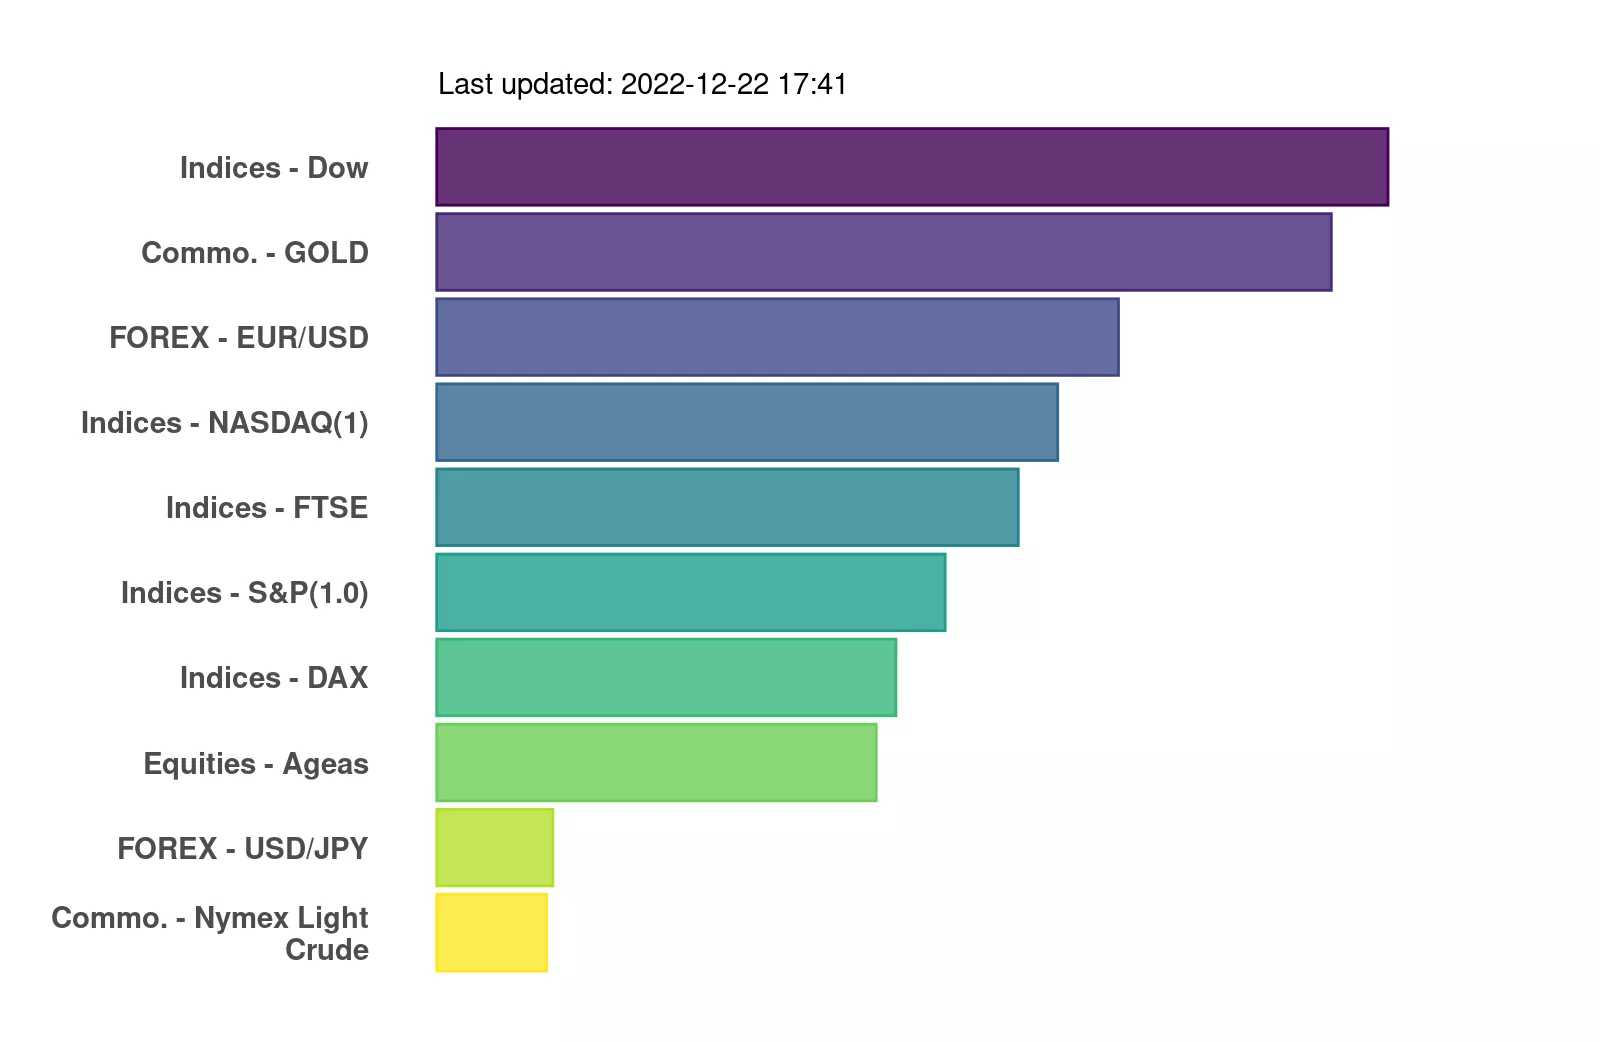 Last updated: 2022-12-22 17:41
Indices - Dow
Commo. - GOLD
FOREX - EUR/USD
Indices - NASDAQ(1)
Indices - FTSE
Indices - S&P(1.0)
Indices - DAX
Equities - Ageas
FOREX - USD/JPY
Commo. - Nymex Light
Crude